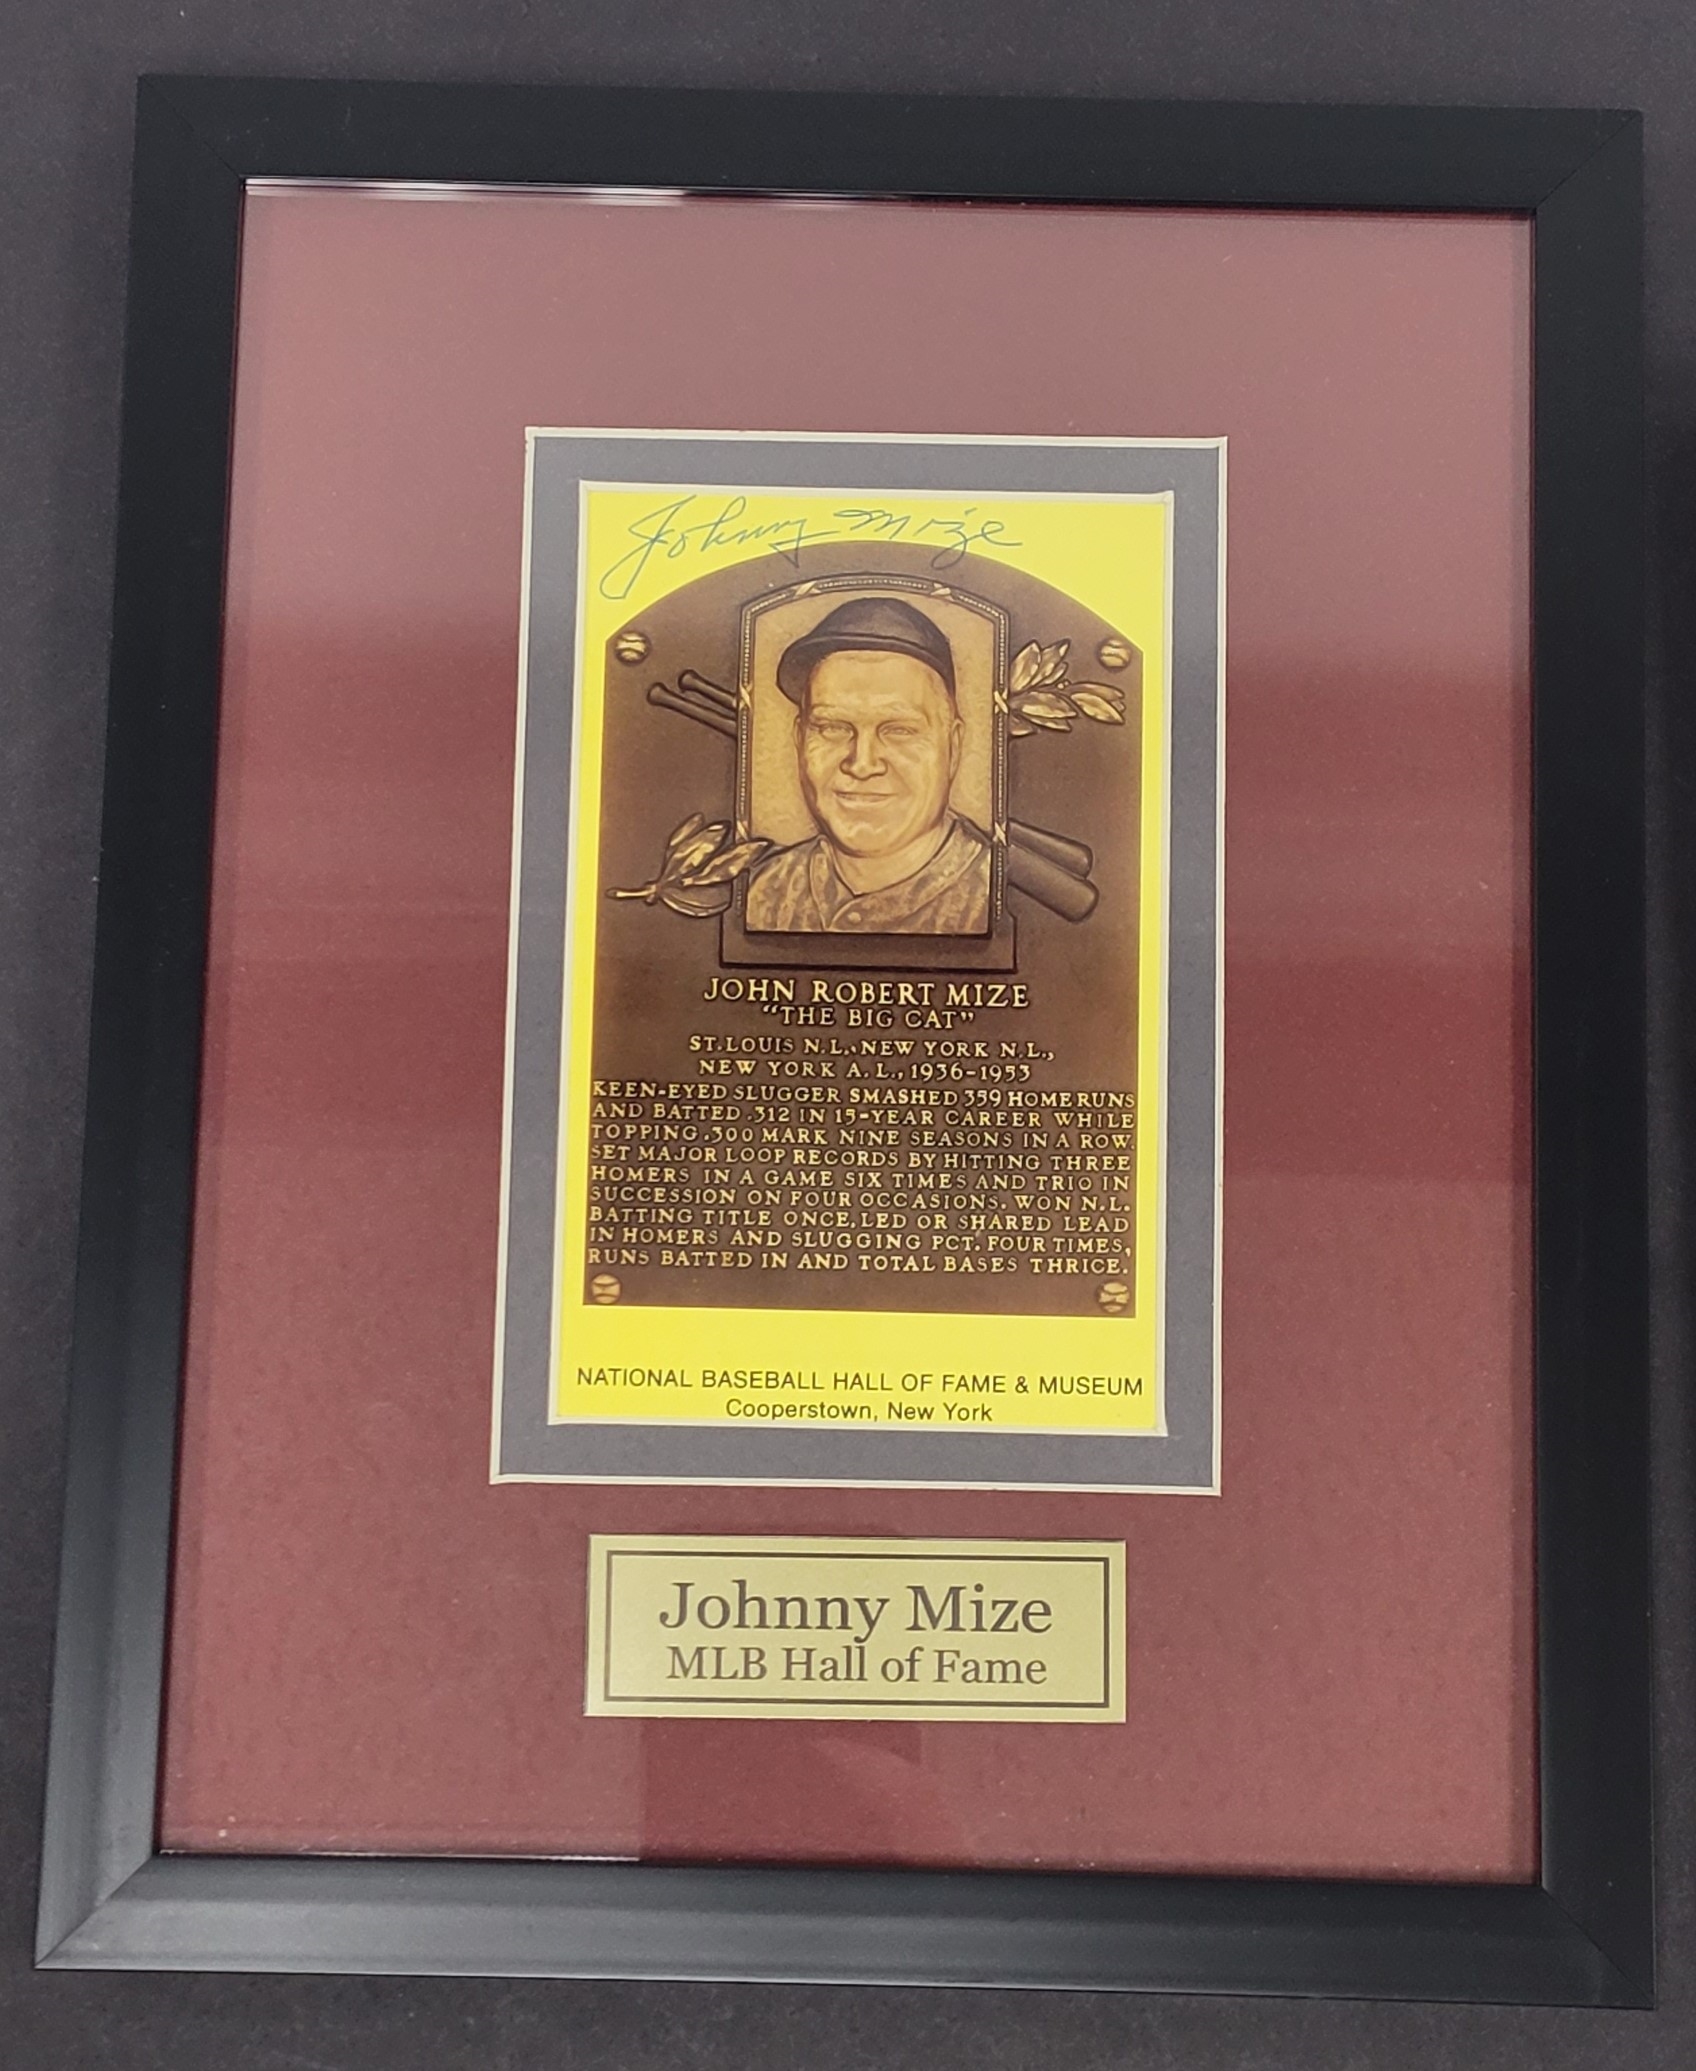 Johnny Mize
JOHN ROBERT MIZE
"THE BIG CAT"
ST. LOUIS N.L., NEW YORK N.L.,
NEW YORK A.L., 1936-1953
KEEN-EYED SLUGGER SMASHED 359 HOME RUNS
AND BATTED .312 IN 15-YEAR CAREER WHILE
TOPPING .300 MARK NINE SEASONS IN A ROW.
SET MAJOR LOOP RECORDS BY HITTING THREE
HOMERS IN A GAME SIX TIMES AND TRIO IN
SUCCESSION ON FOUR OCCASIONS. WON N.L.
BATTING TITLE ONCE, LED OR SHARED LEAD
IN HOMERS AND SLUGGING PCT. FOUR TIMES,
RUNS BATTED IN AND TOTAL BASES THRICE.
NATIONAL BASEBALL HALL OF FAME & MUSEUM
Cooperstown, New York
Johnny Mize
MLB Hall of Fame